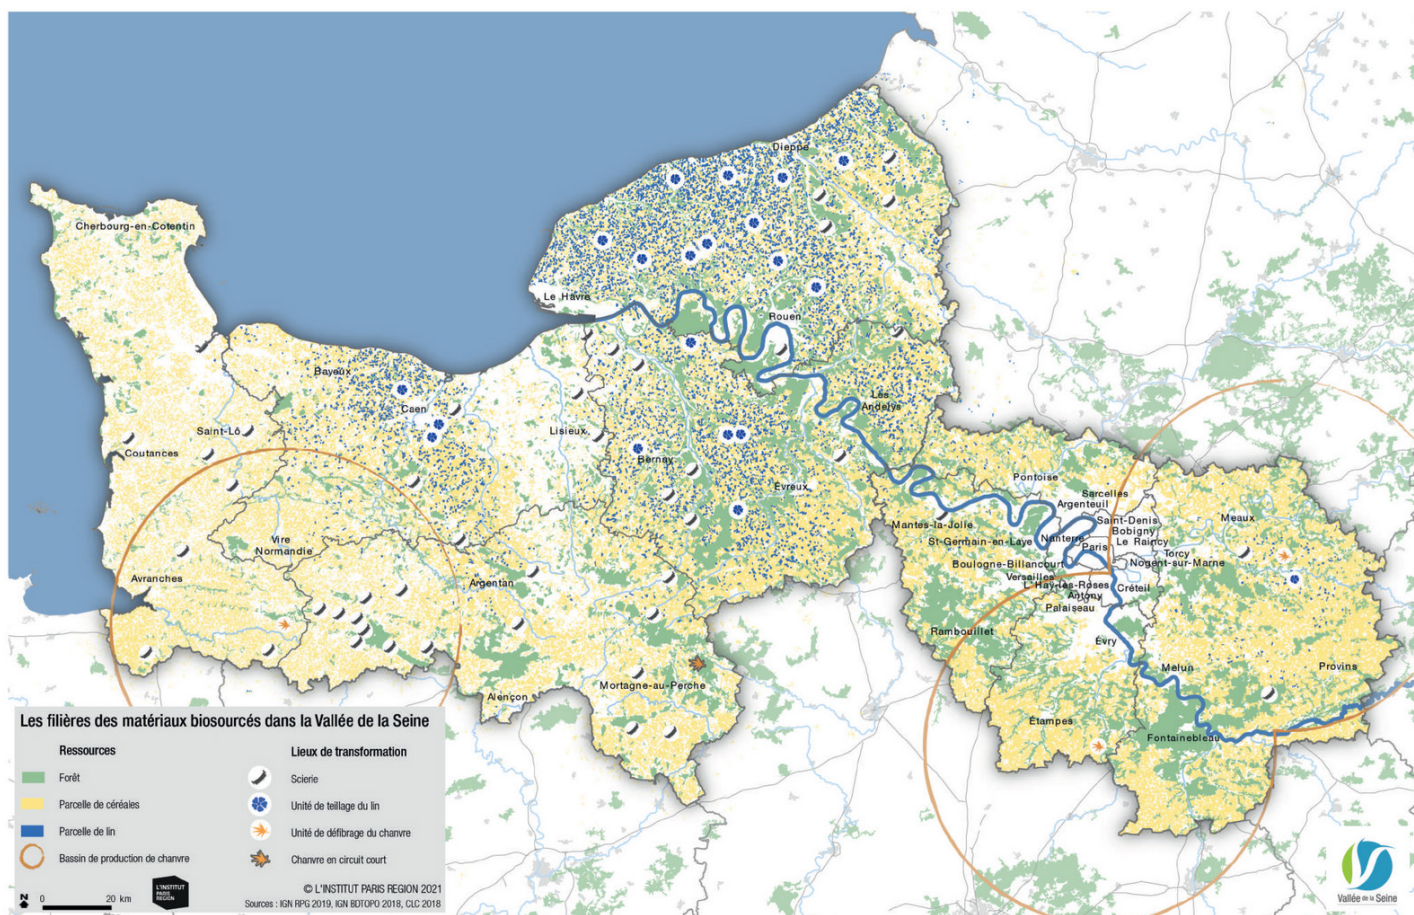 Dieppe
Cherbourg-en-Cotentin
Le Havre
Rouen
Bayeux
Caen
Les
Andelys
Saint-Lô
Lisieux
Coutances
Bernay
Évreux
Pontoise
Sarcelles
Argenteuil
Mantes-la-Jolie
Saint-Denis
Bobigny
Meaux
St-Germain-en-Laye
Nanterre
Le Raincy
Paris
Vire
Normandie
Torcy
Boulogne-Billancourt
Nogent-sur-Marne
Avranches
Argentan
Versailles
L'Haÿ-les-Roses
Créteil
Antony
Palaiseau
Rambouillet
Évry
Melun
Provins
Mortagne-au-Perche
Alençon
Étampes
Fontainebleau
Les filières des matériaux biosourcés dans la Vallée de la Seine
Ressources
Forêt
Parcelle de céréales
Parcelle de lin
Bassin de production de chanvre
Lieux de transformation
Scierie
Unité de teillage du lin
Unité de défibrage du chanvre
Chanvre en circuit court
N
0 20 km
L'INSTITUT
PARIS
REGION
© L'INSTITUT PARIS REGION 2021
Sources : IGN RPG 2019, IGN BDTOPO 2018, CLC 2018
Vallée de la Seine